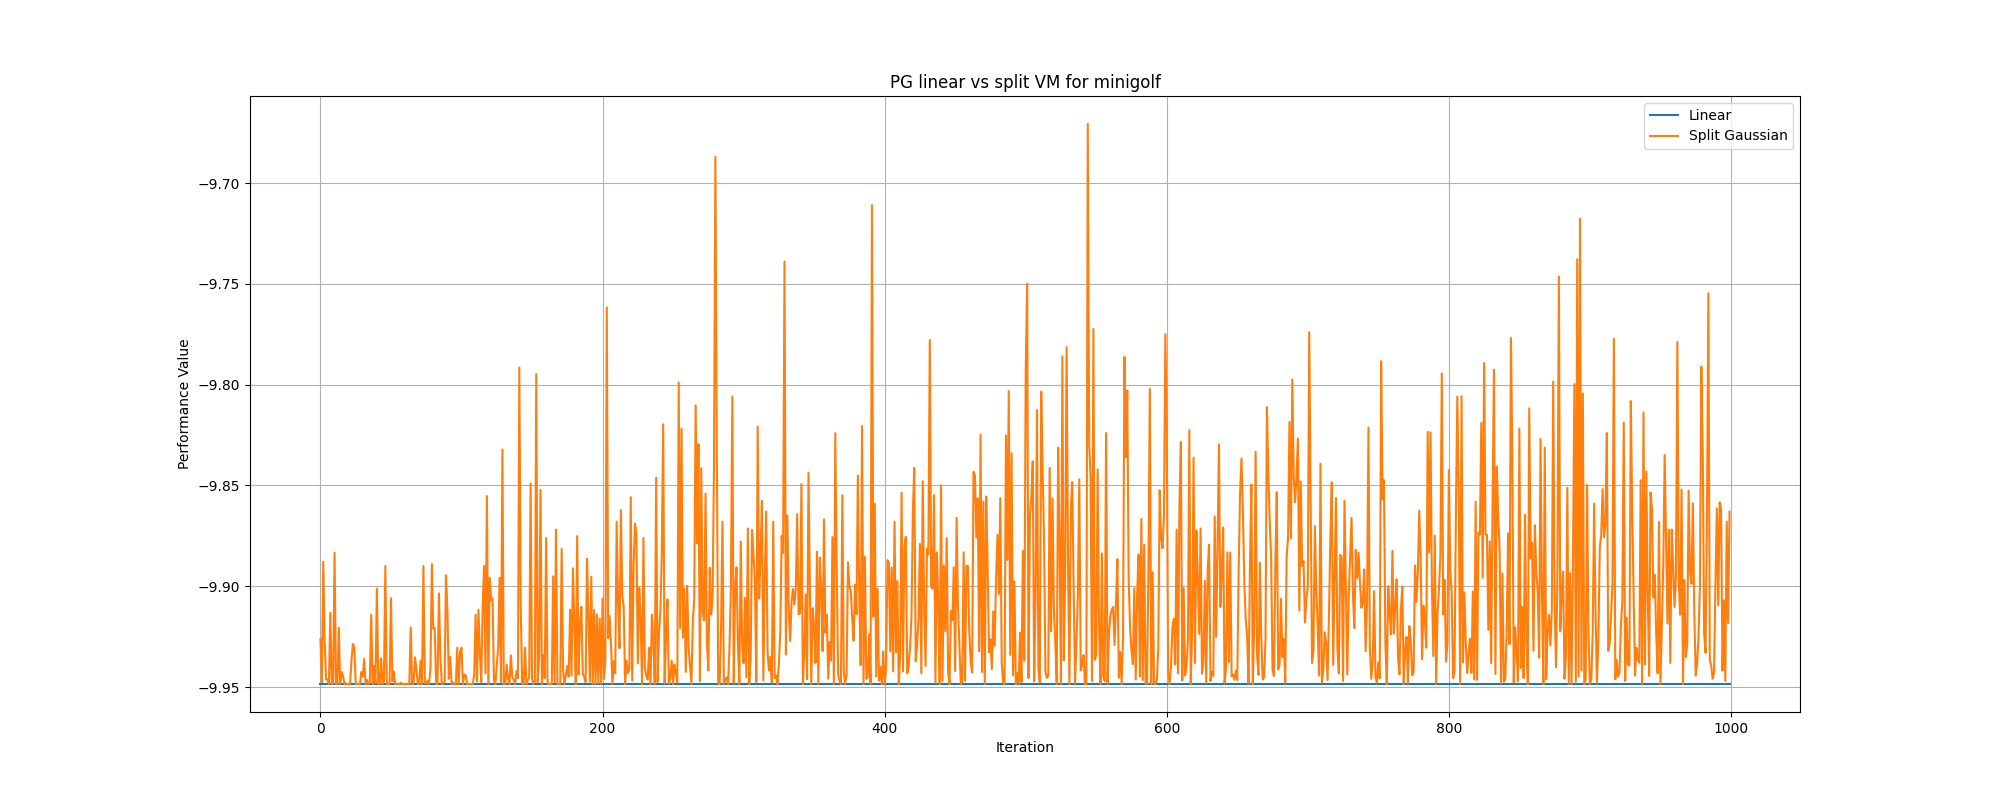 PG linear vs split VM for minigolf
Linear
Split Gaussian
−9.70
−9.75
−9.80
−9.85
−9.90
−9.95
Performance Value
0
200
400
600
800
1000
Iteration